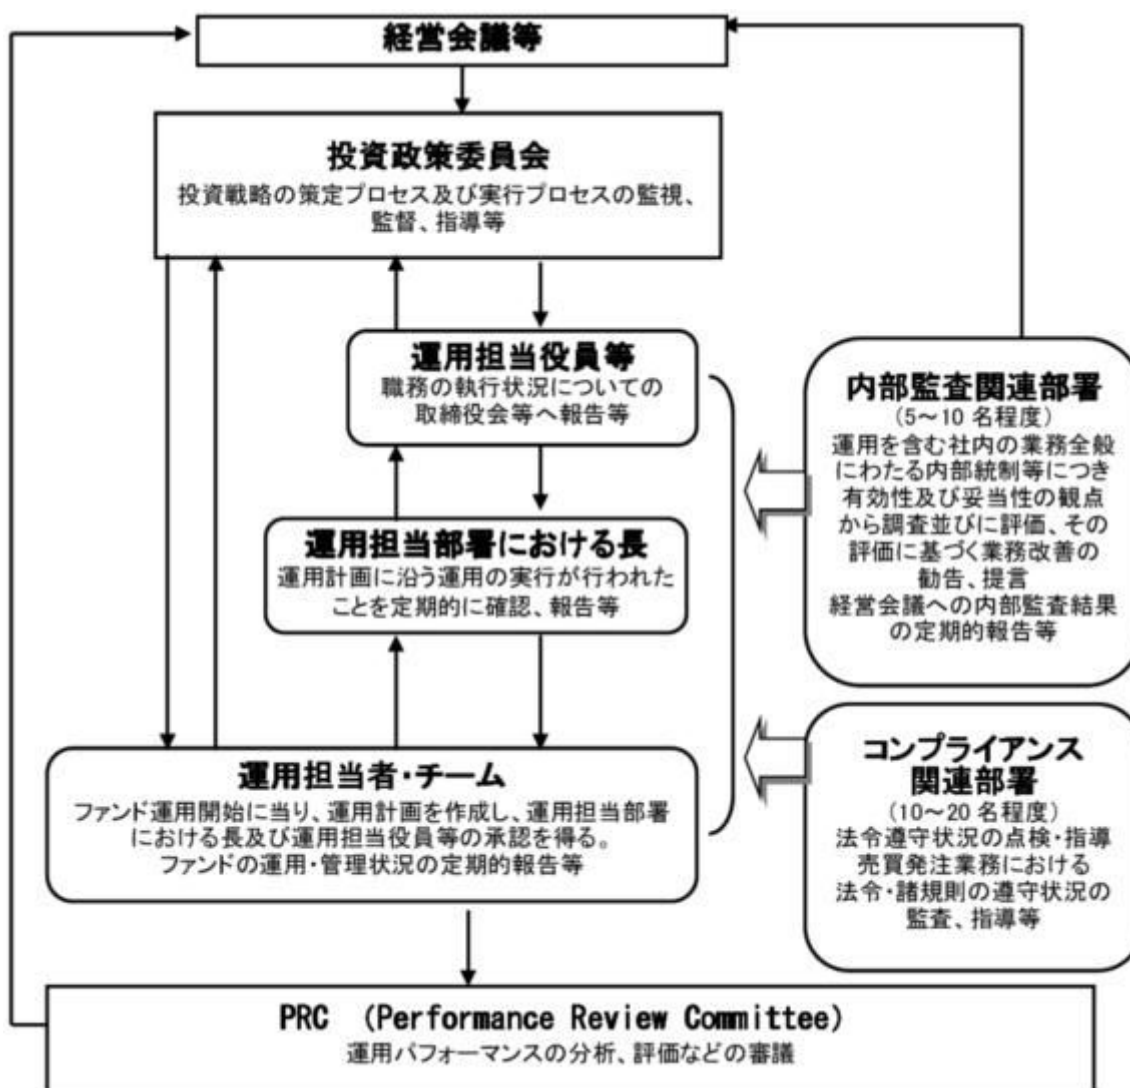 経営会議等
投資政策委員会
投資戦略の策定プロセス及び実行プロセスの監視、
監督、指導等
運用担当役員等
職務の執行状況についての
取締役会等へ報告等
運用担当部署における長
運用計画に沿う運用の実行が行われた
ことを定期的に確認、報告等
運用担当者・チーム
ファンド運用開始に当り、運用計画を作成し、運用担当部署
における長及び運用担当役員等の承認を得る。
ファンドの運用・管理状況の定期的報告等
内部監査関連部署
(5～10 名程度)
運用を含む社内の業務全般
にわたる内部統制等につき
有効性及び妥当性の観点
から調査並びに評価、その
評価に基づく業務改善の
勧告、提言
経営会議への内部監査結果
の定期的報告等
コンプライアンス
関連部署
(10～20 名程度)
法令遵守状況の点検・指導
売買発注業務における
法令・諸規則の遵守状況の
監査、指導等
PRC (Performance Review Committee)
運用パフォーマンスの分析、評価などの審議